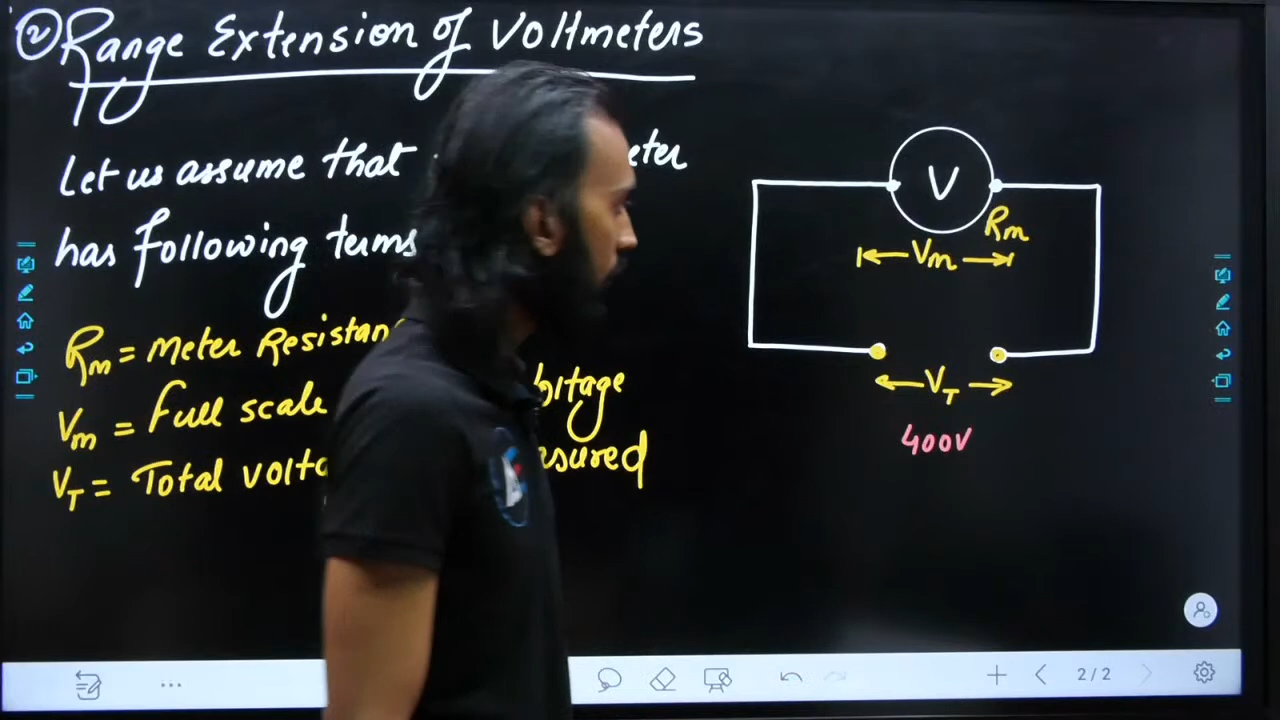 ② Range Extension of Voltmeters
Let us assume that
has following terms
Rm = Meter Resistan
Vm = Full scale
VT = Total volta
V
Rm
Vm
VT
400V
2/2